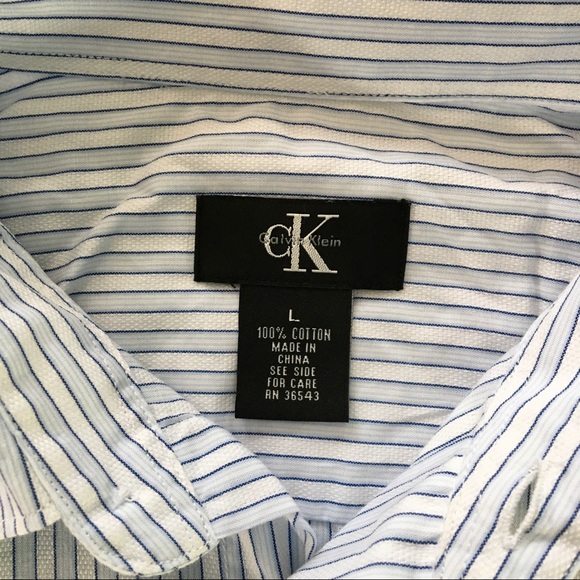 cK
Calvin Klein
L
100% COTTON
MADE IN
CHINA
SEE SIDE
FOR CARE
RN 36543